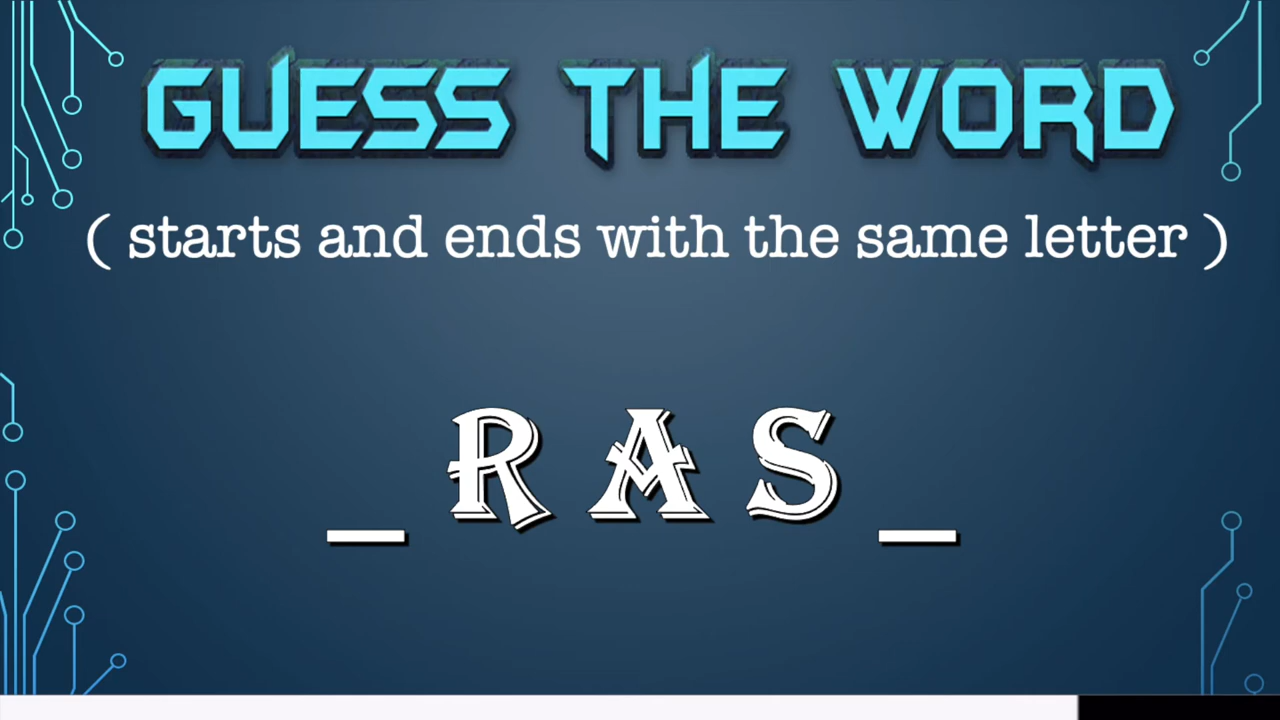 GUESS THE WORD
( starts and ends with the same letter )
_ R A S _